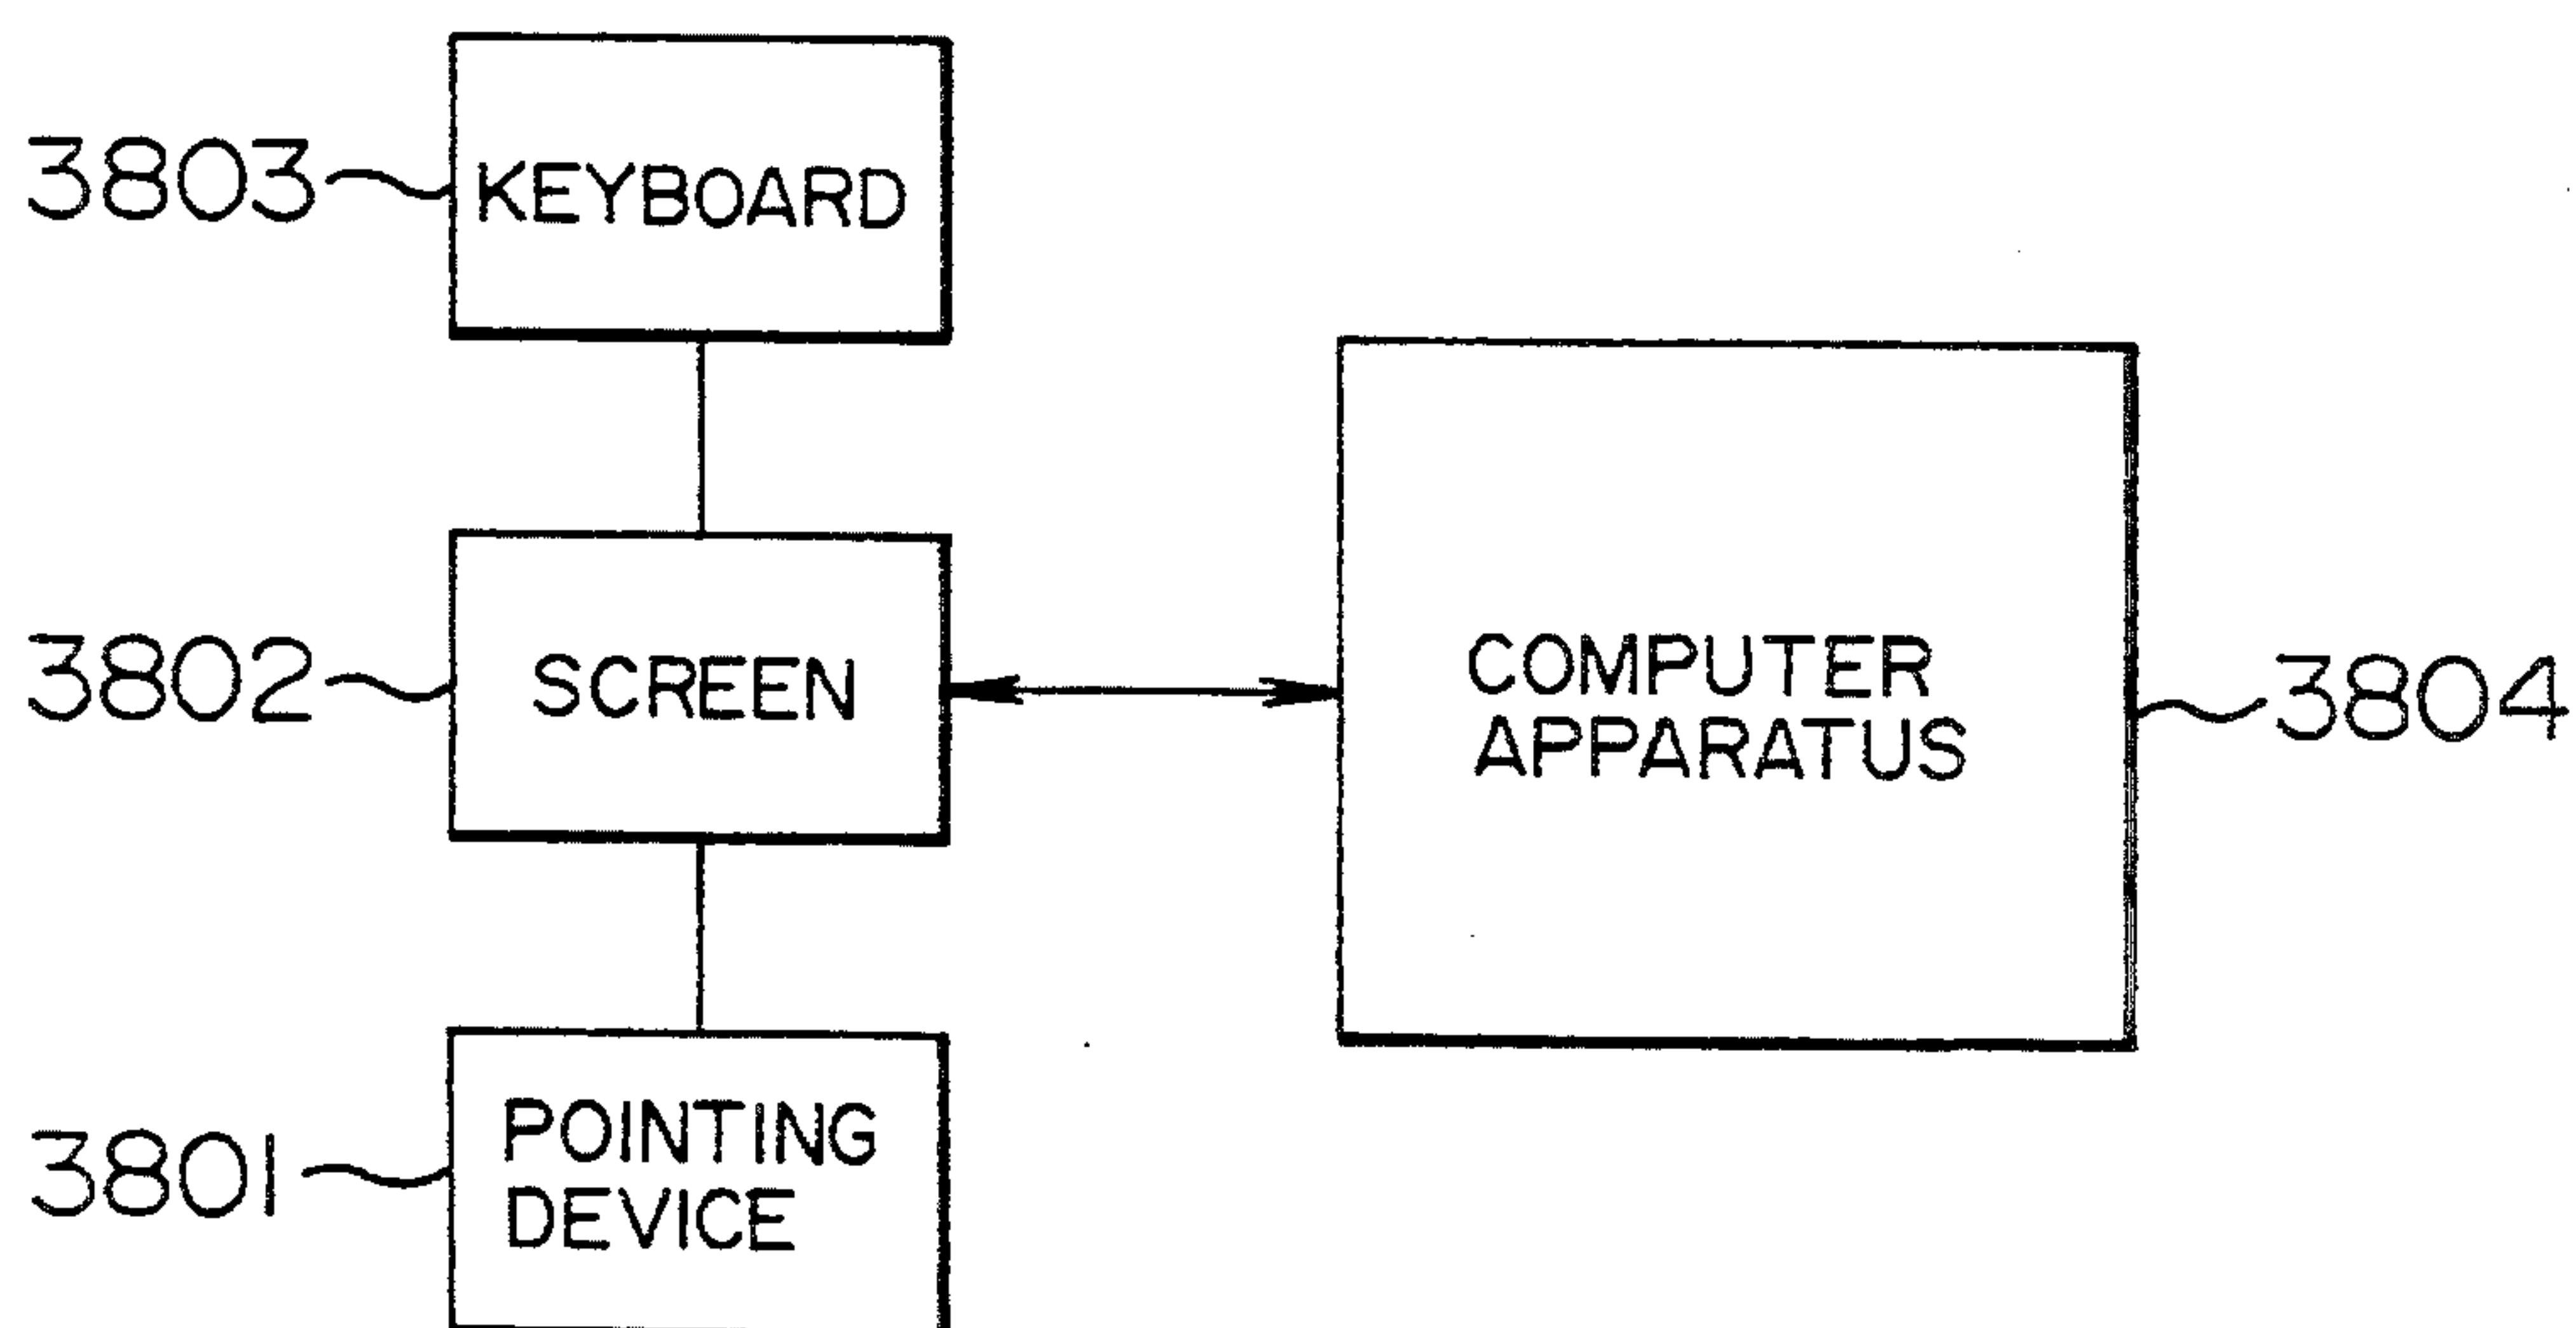 3803
KEYBOARD
3802
SCREEN
COMPUTER
APPARATUS
3804
3801
POINTING
DEVICE